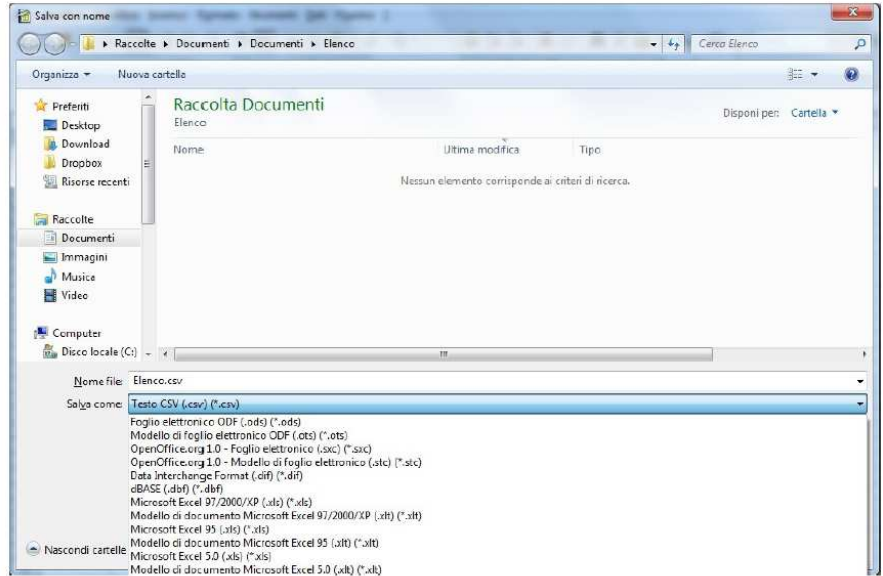 Salva con nome
Raccolte ▸ Documenti ▸ Documenti ▸ Elenco
Cerca Elenco
Organizza
Nuova cartella
Preferiti
Desktop
Download
Dropbox
Risorse recenti
Raccolte
Documenti
Immagini
Musica
Video
Computer
Disco locale (C:)
Raccolta Documenti
Elenco
Disponi per: Cartella
Nome Ultima modifica Tipo
Nessun elemento corrisponde ai criteri di ricerca.
Nome file: Elenco.csv
Salva come: Testo CSV (.csv) (*.csv)
Foglio elettronico ODF (.ods) (*.ods)
Modello di foglio elettronico ODF (.ots) (*.ots)
OpenOffice.org 1.0 - Foglio elettronico (.sxc) (*.sxc)
OpenOffice.org 1.0 - Modello di foglio elettronico (.stc) (*.stc)
Data Interchange Format (.dif) (*.dif)
dBASE (.dbf) (*.dbf)
Microsoft Excel 97/2000/XP (.xls) (*.xls)
Modello di documento Microsoft Excel 97/2000/XP (.xlt) (*.xlt)
Microsoft Excel 95 (.xls) (*.xls)
Modello di documento Microsoft Excel 95 (.xlt) (*.xlt)
Microsoft Excel 5.0 (.xls) (*.xls)
Modello di documento Microsoft Excel 5.0 (.xlt) (*.xlt)
Nascondi cartelle